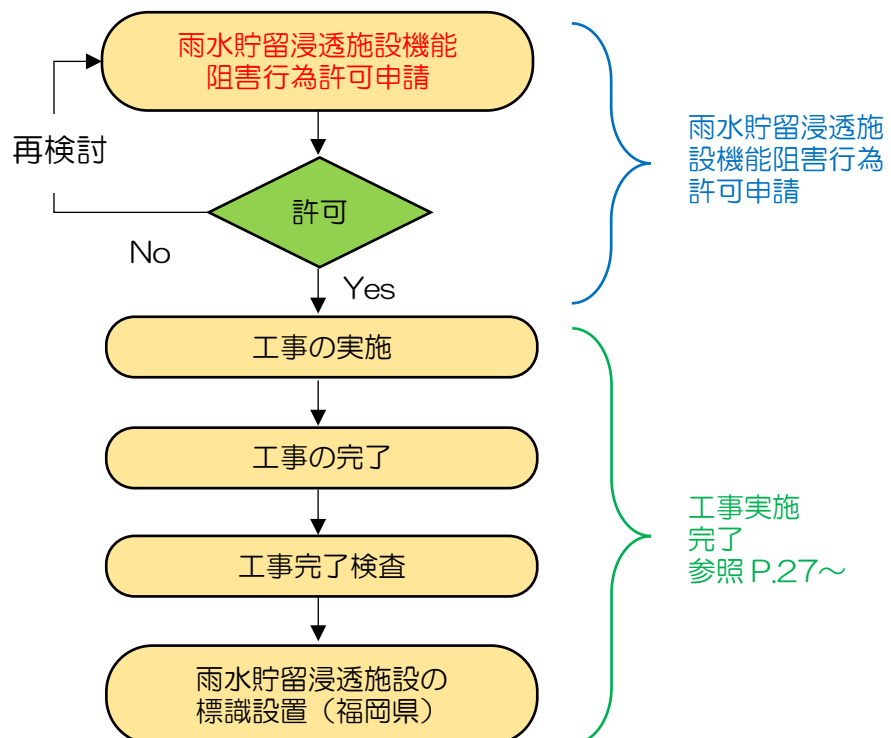 雨水貯留浸透施設機能
阻害行為許可申請
再検討
許可
No
Yes
雨水貯留浸透施
設機能阻害行為
許可申請
工事の実施
工事の完了
工事完了検査
雨水貯留浸透施設の
標識設置（福岡県）
工事実施
完了
参照 P.27～